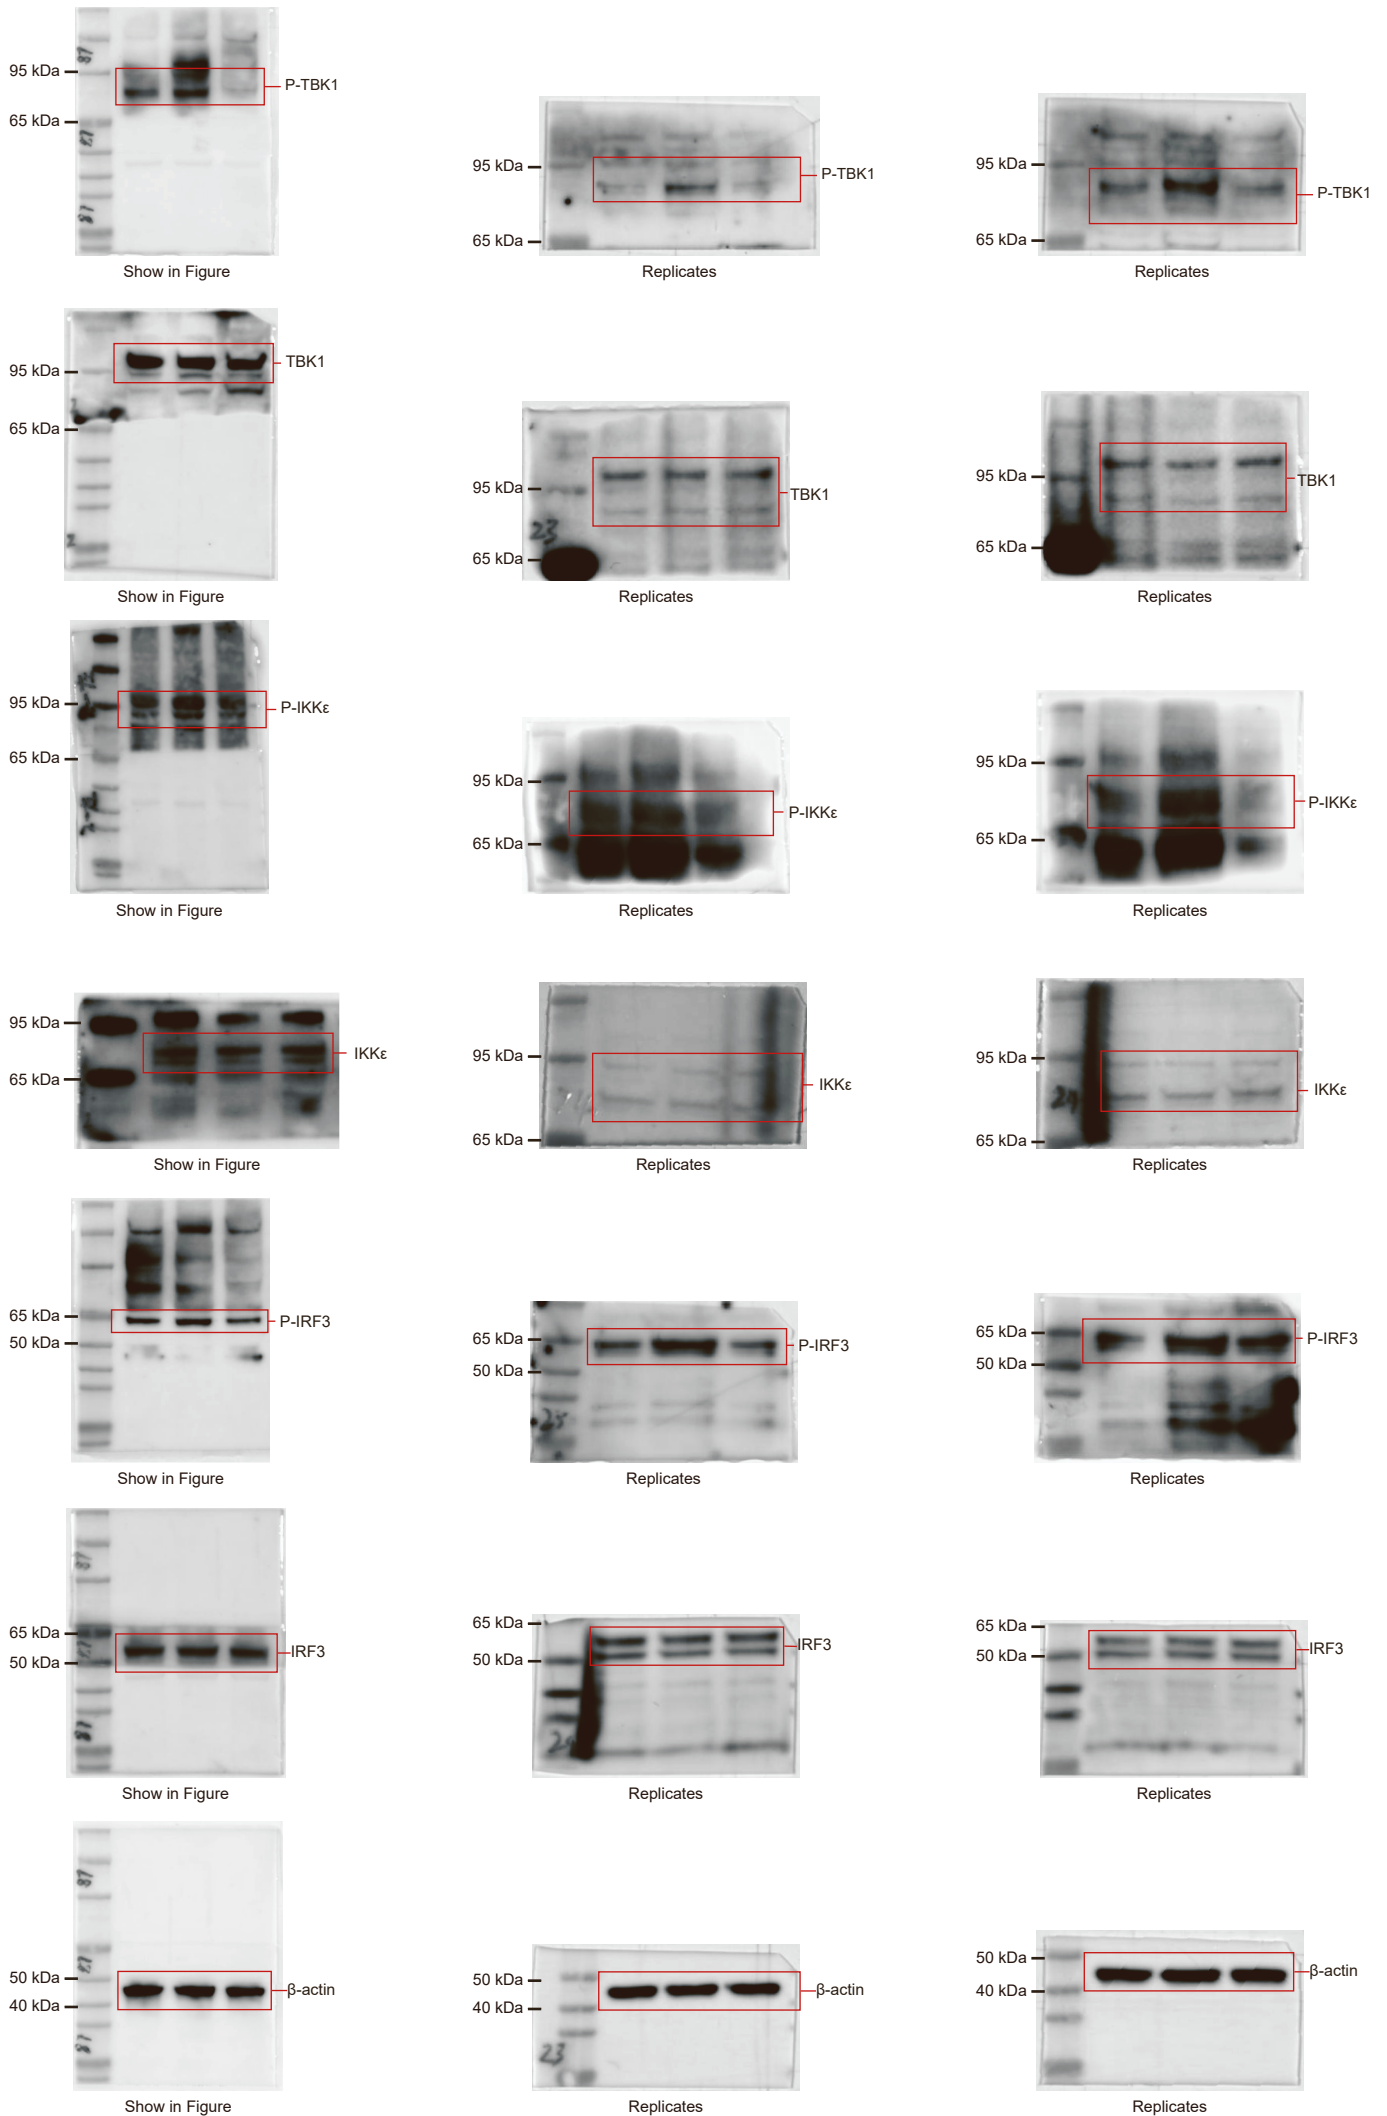 95 kDa
P-TBK1
65 kDa
Show in Figure
95 kDa
P-TBK1
65 kDa
Replicates
95 kDa
P-TBK1
65 kDa
Replicates
TBK1
95 kDa
65 kDa
Show in Figure
95 kDa
TBK1
23
65 kDa
Replicates
95 kDa
TBK1
65 kDa
Replicates
95 kDa
P-IKKε
65 kDa
Show in Figure
95 kDa
P-IKKε
65 kDa
Replicates
95 kDa
P-IKKε
65 kDa
Replicates
95 kDa
IKKε
65 kDa
Show in Figure
95 kDa
IKKε
65 kDa
Replicates
95 kDa
IKKε
24
65 kDa
Replicates
65 kDa
P-IRF3
50 kDa
Show in Figure
65 kDa
P-IRF3
50 kDa
23
Replicates
65 kDa
P-IRF3
50 kDa
Replicates
65 kDa
IRF3
50 kDa
Show in Figure
65 kDa
IRF3
50 kDa
Replicates
65 kDa
IRF3
50 kDa
Replicates
50 kDa
β-actin
40 kDa
Show in Figure
50 kDa
β-actin
40 kDa
23
Replicates
50 kDa
β-actin
40 kDa
Replicates